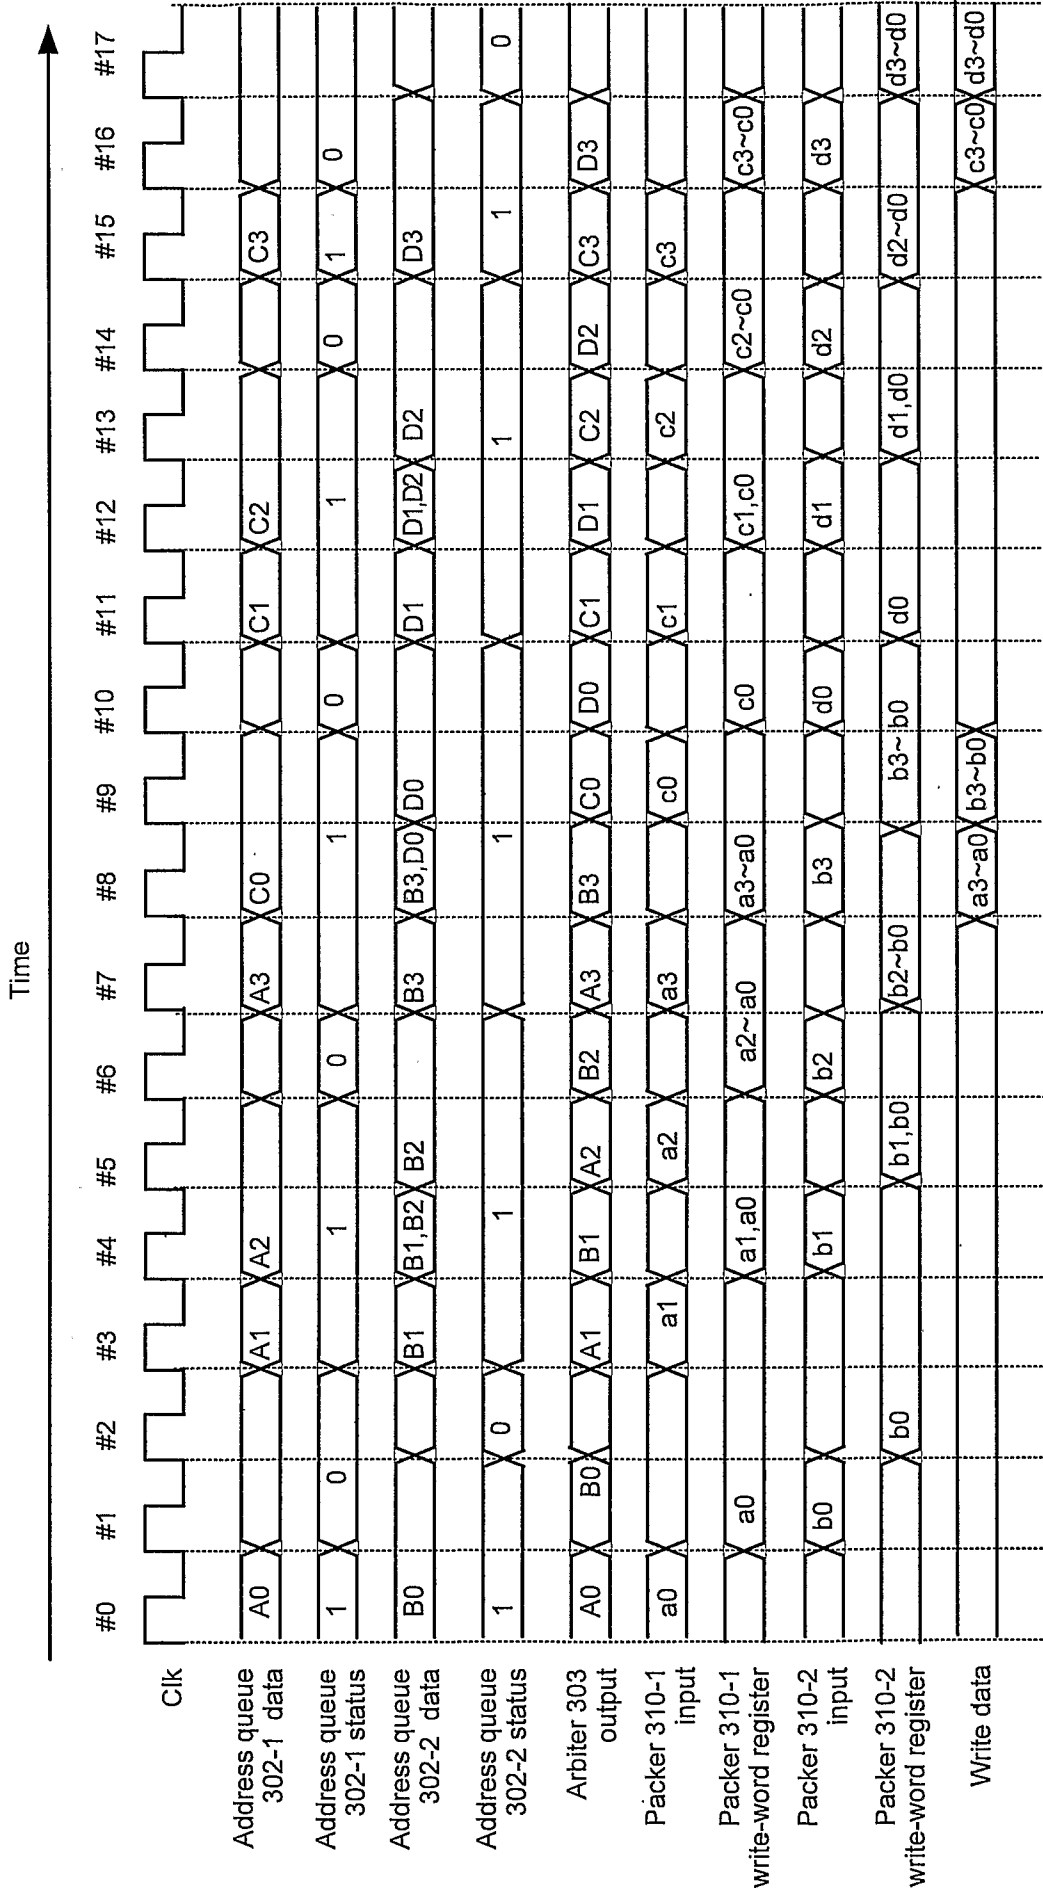 Time
#0 #1 #2 #3 #4 #5 #6 #7 #8 #9 #10 #11 #12 #13 #14 #15 #16 #17
Clk
Address queue
302-1 data
A0 A1 A2 A3 C0 C1 C2 C3
Address queue
302-1 status
1 0 1 0 1 0 1 0 1 0
Address queue
302-2 data
B0 B1 B1,B2 B2 B3 B3,D0 D0 D1 D1,D2 D2 D3
Address queue
302-2 status
1 0 1 1 1 1 0
Arbiter 303
output
A0 B0 A1 B1 A2 B2 A3 B3 C0 D0 C1 D1 C2 D2 C3 D3
Packer 310-1
input
a0 a1 a2 a3 c0 c1 c2 c3
Packer 310-1
write-word register
a0 a1,a0 a2~a0 a3~a0 c0 c1,c0 c2~c0 c3~c0
Packer 310-2
input
b0 b1 b2 b3 d0 d1 d2 d3
Packer 310-2
write-word register
b0 b1,b0 b2~b0 b3~b0 d0 d1,d0 d2~d0 d3~d0
Write data
a3~a0 b3~b0 c3~c0 d3~d0